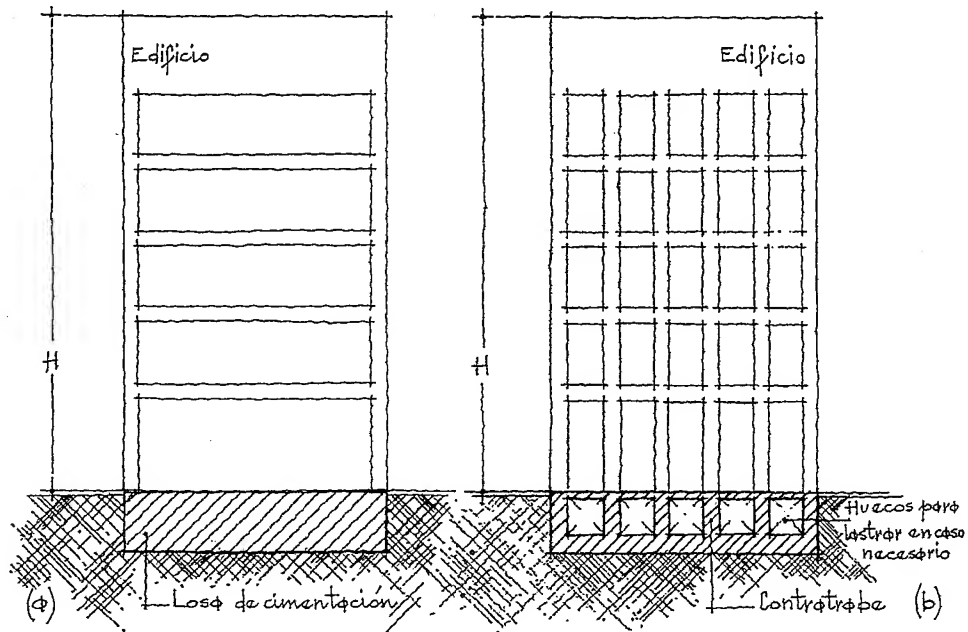 Edificio
Edificio
H
H
Huecos para
lastrar en caso
necesario
(a)
Losa de cimentación
Contratrabe
(b)